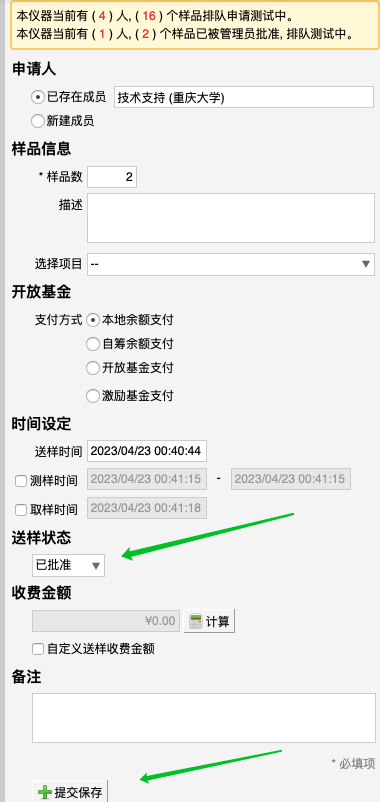 本仪器当前有 ( 4 ) 人, ( 16 ) 个样品排队申请测试中。
本仪器当前有 ( 1 ) 人, ( 2 ) 个样品已被管理员批准, 排队测试中。
申请人
已存在成员 技术支持 (重庆大学)
新建成员
样品信息
* 样品数 2
描述
选择项目 --
开放基金
支付方式 本地余额支付
自筹余额支付
开放基金支付
激励基金支付
时间设定
送样时间 2023/04/23 00:40:44
测样时间 2023/04/23 00:41:15 - 2023/04/23 00:41:15
取样时间 2023/04/23 00:41:18
送样状态
已批准
收费金额
¥0.00 计算
自定义送样收费金额
备注
* 必填项
提交保存